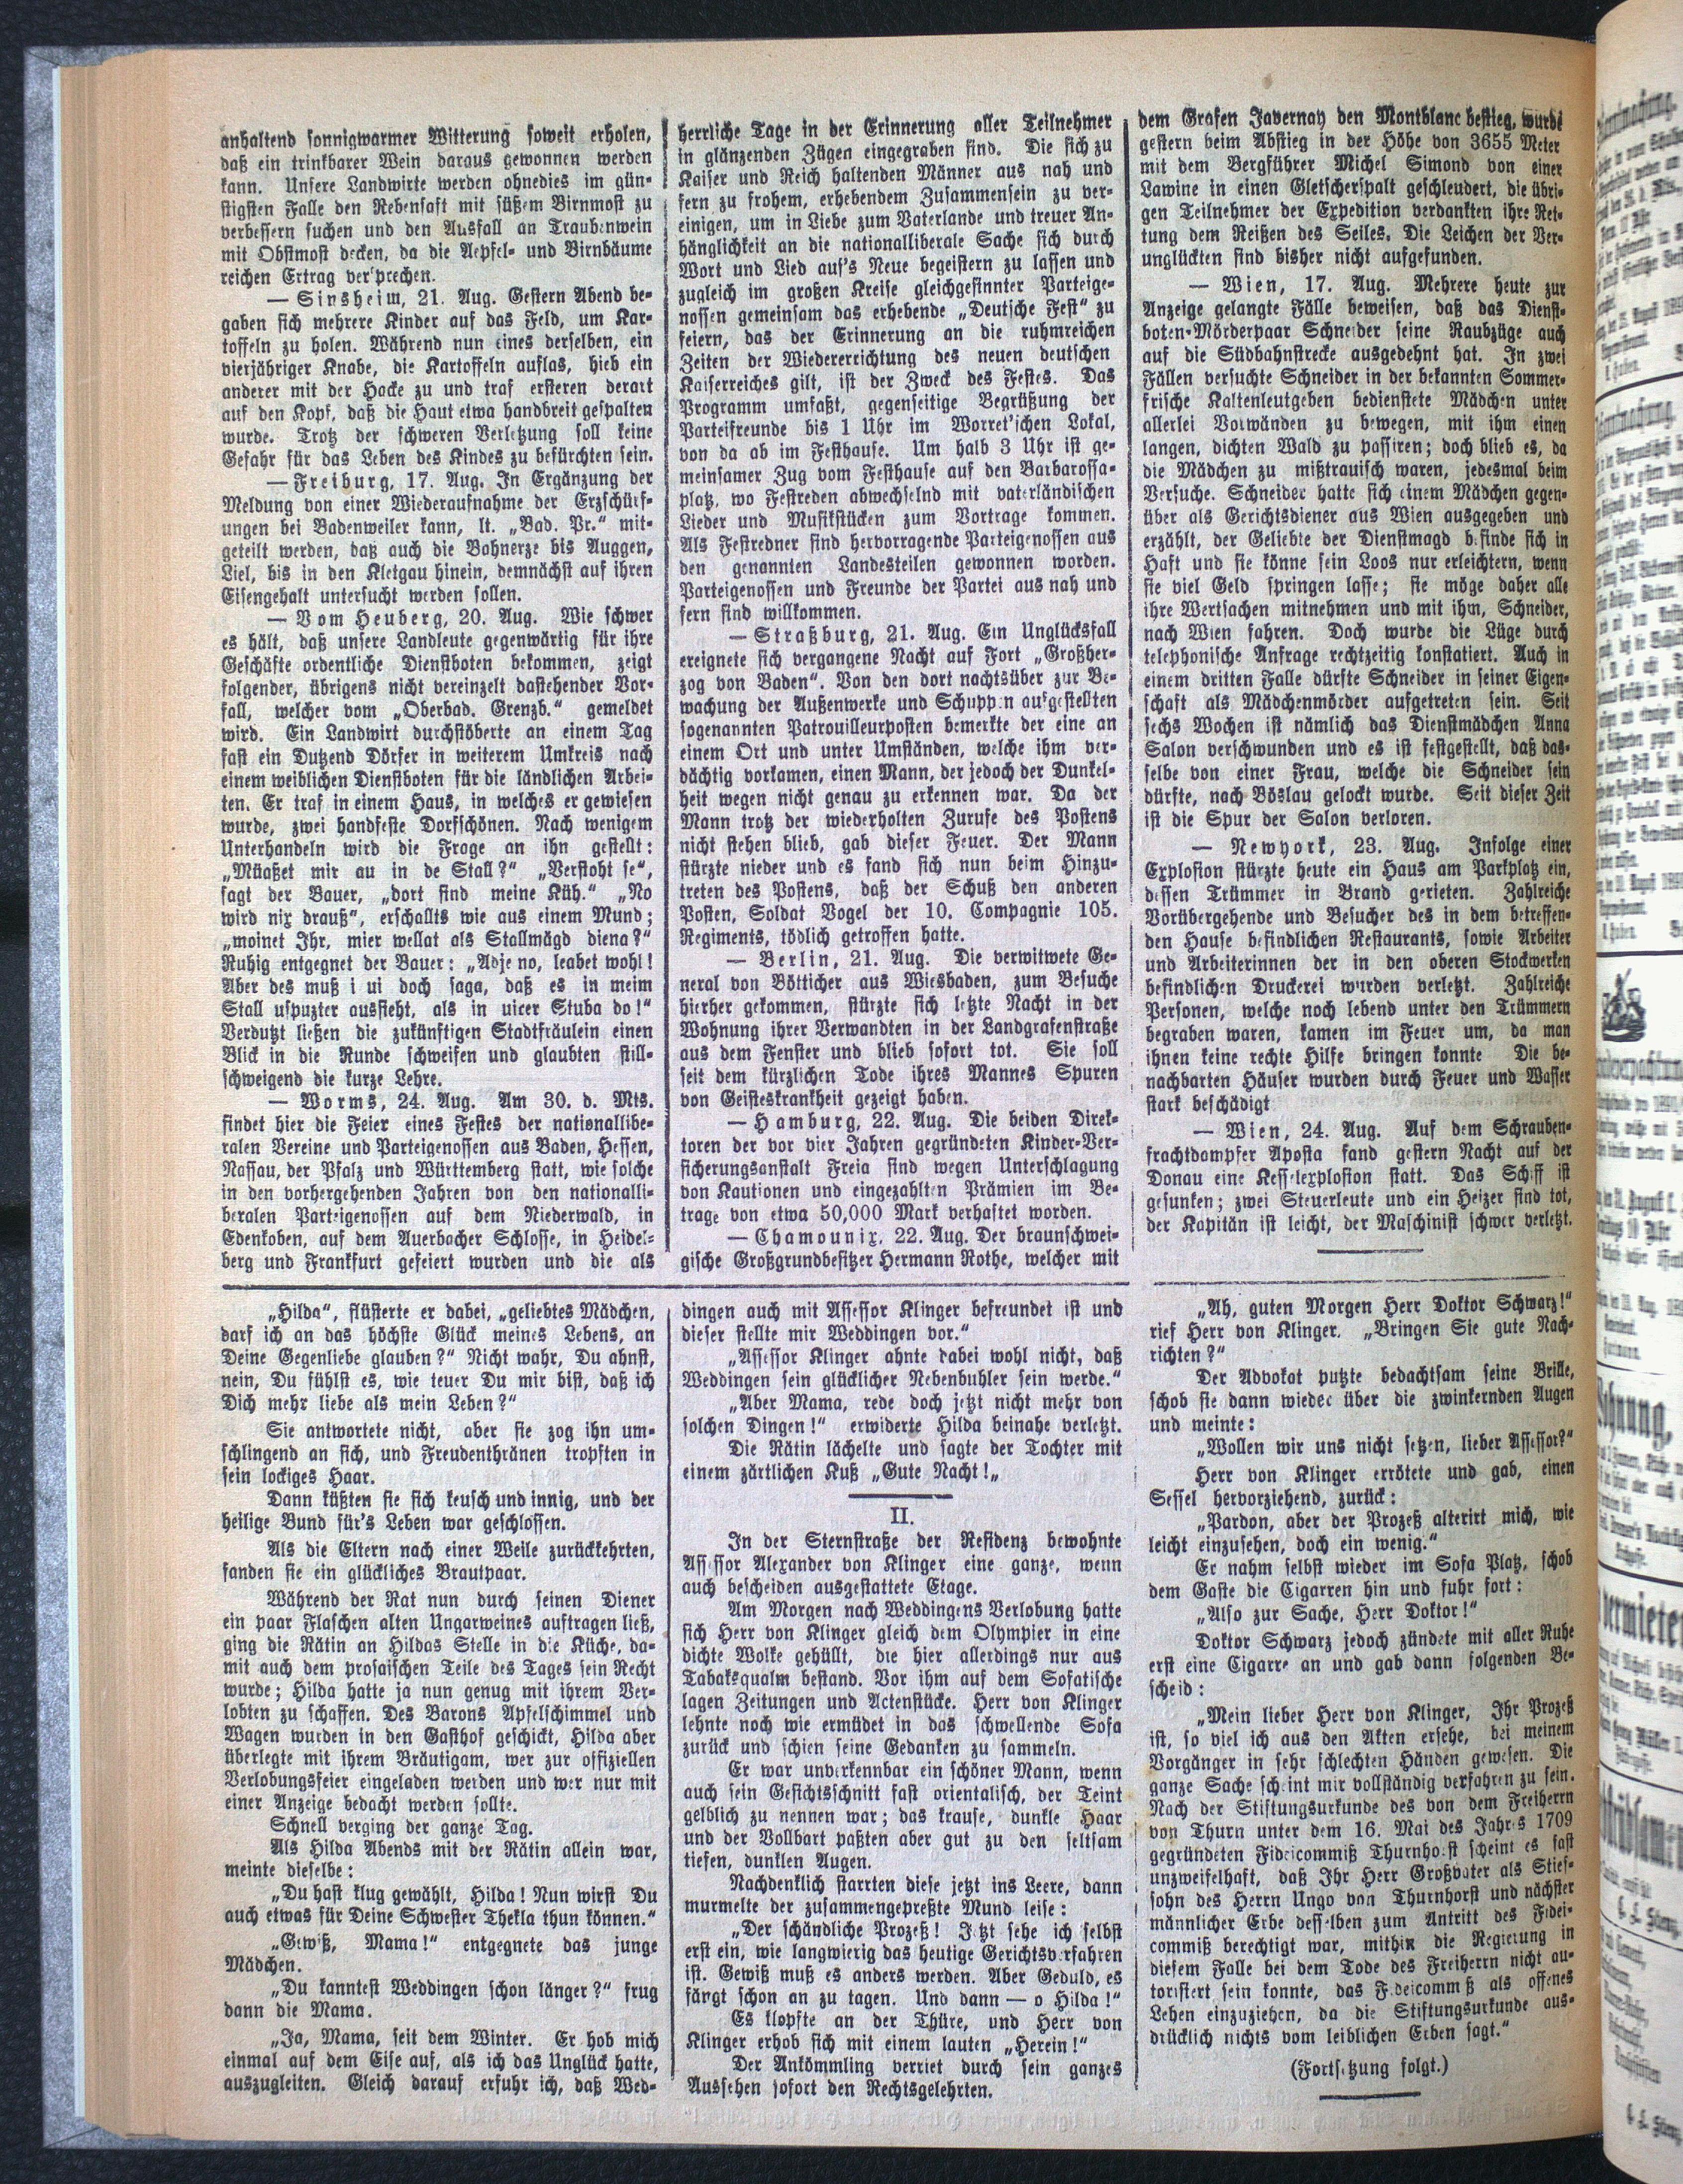 anhaltend sonnigwarmer Witterung soweit erholen,
daß ein trinkbarer Wein daraus gewonnen werden
kann. Unsere Landwirte werden ohnedies im gün-
stigsten Falle den Rebensaft mit süßem Birnmost zu
verbessern suchen und den Ausfall an Traubenwein
mit Obstmost decken, da die Aepfel- und Birnbäume
reichen Ertrag versprechen.
— Sinsheim, 21. Aug. Gestern Abend be-
gaben sich mehrere Kinder auf das Feld, um Kar-
toffeln zu holen. Während nun eines derselben, ein
vierjähriger Knabe, die Kartoffeln auflas, hieb ein
anderer mit der Hacke zu und traf ersteren derart
auf den Kopf, daß die Haut etwa handbreit gespalten
wurde. Trotz der schweren Verletzung soll keine
Gefahr für das Leben des Kindes zu befürchten sein.
— Freiburg, 17. Aug. In Ergänzung der
Meldung von einer Wiederaufnahme der Erzschürf-
ungen bei Badenweiler kann, lt. „Bad. Pr.“ mit-
geteilt werden, daß auch die Bohnerze bis Auggen,
Liel, bis in den Kletgau hinein, demnächst auf ihren
Eisengehalt untersucht werden sollen.
— Vom Heuberg, 20. Aug. Wie schwer
es hält, daß unsere Landleute gegenwärtig für ihre
Geschäfte ordentliche Dienstboten bekommen, zeigt
folgender, übrigens nicht vereinzelt dastehender Vor-
fall, welcher vom „Oberbad. Grenzb.“ gemeldet
wird. Ein Landwirt durchstöberte an einem Tag
fast ein Dutzend Dörfer in weiterem Umkreis nach
einem weiblichen Dienstboten für die ländlichen Arbei-
ten. Er traf in einem Haus, in welches er gewiesen
wurde, zwei handfeste Dorfschönen. Nach wenigem
Unterhandeln wird die Frage an ihn gestellt:
„Müaßet mir au in de Stall?“ „Verstoht se“,
sagt der Bauer, „dort sind meine Küh.“ „No
wird nix drauß“, erschallts wie aus einem Mund;
„moinet Ihr, mier wellat als Stallmägd diena?“
Ruhig entgegnet der Bauer: „Adje no, leabet wohl!
Aber des muß i ui doch saga, daß es in meim
Stall ufputzter aussieht, als in uier Stuba do!“
Verdutzt ließen die zukünftigen Stadtfräulein einen
Blick in die Runde schweifen und glaubten still-
schweigend die kurze Lehre.
— Worms, 24. Aug. Am 30. d. Mts.
findet hier die Feier eines Festes der nationallibe-
ralen Vereine und Parteigenossen aus Baden, Hessen,
Nassau, der Pfalz und Württemberg statt, wie solche
in den vorhergehenden Jahren von den nationalli-
beralen Parteigenossen auf dem Niederwald, in
Edenkoben, auf dem Auerbacher Schlosse, in Heidel-
berg und Frankfurt gefeiert wurden und die als
herrliche Tage in der Erinnerung aller Teilnehmer
in glänzenden Zügen eingegraben sind. Die sich zu
Kaiser und Reich haltenden Männer aus nah und
fern zu frohem, erhebendem Zusammensein zu ver-
einigen, um in Liebe zum Vaterlande und treuer An-
hänglichkeit an die nationalliberale Sache sich durch
Wort und Lied auf's Neue begeistern zu lassen und
zugleich im großen Kreise gleichgesinnter Parteige-
nossen gemeinsam das erhebende „Deutsche Fest“ zu
feiern, das der Erinnerung an die ruhmreichen
Zeiten der Wiedererrichtung des neuen deutschen
Kaiserreiches gilt, ist der Zweck des Festes. Das
Programm umfaßt, gegenseitige Begrüßung der
Parteifreunde bis 1 Uhr im Worret'schen Lokal,
von da ab im Festhause. Um halb 3 Uhr ist ge-
meinsamer Zug vom Festhause auf den Barbarossa-
platz, wo Festreden abwechselnd mit vaterländischen
Lieder und Musikstücken zum Vortrage kommen.
Als Festredner sind hervorragende Parteigenossen aus
den genannten Landesteilen gewonnen worden.
Parteigenossen und Freunde der Partei aus nah und
fern sind willkommen.
— Straßburg, 21. Aug. Ein Unglücksfall
ereignete sich vergangene Nacht auf Fort „Großher-
zog von Baden“. Von den dort nachtsüber zur Be-
wachung der Außenwerke und Schuppen aufgestellten
sogenannten Patrouilleurposten bemerkte der eine an
einem Ort und unter Umständen, welche ihm ver-
dächtig vorkamen, einen Mann, der jedoch der Dunkel-
heit wegen nicht genau zu erkennen war. Da der
Mann trotz der wiederholten Zurufe des Postens
nicht stehen blieb, gab dieser Feuer. Der Mann
stürzte nieder und es fand sich nun beim Hinzu-
treten des Postens, daß der Schuß den anderen
Posten, Soldat Vogel der 10. Compagnie 105.
Regiments, tödlich getroffen hatte.
— Berlin, 21. Aug. Die verwitwete Ge-
neral von Bötticher aus Wiesbaden, zum Besuche
hierher gekommen, stürzte sich letzte Nacht in der
Wohnung ihrer Verwandten in der Landgrafenstraße
aus dem Fenster und blieb sofort tot. Sie soll
seit dem kürzlichen Tode ihres Mannes Spuren
von Geisteskrankheit gezeigt haben.
— Hamburg, 22. Aug. Die beiden Direk-
toren der vor vier Jahren gegründeten Kinder-Ver-
sicherungsanstalt Freia sind wegen Unterschlagung
von Kautionen und eingezahlten Prämien im Be-
trage von etwa 50,000 Mark verhaftet worden.
— Chamounix, 22. Aug. Der braunschwei-
gische Großgrundbesitzer Hermann Rothe, welcher mit
dem Grafen Favernay den Montblanc bestieg, wurde
gestern beim Abstieg in der Höhe von 3655 Meter
mit dem Bergführer Michel Simond von einer
Lawine in einen Gletscherspalt geschleudert, die übri-
gen Teilnehmer der Expedition verdankten ihre Ret-
tung dem Reißen des Seiles. Die Leichen der Ver-
unglückten sind bisher nicht aufgefunden.
— Wien, 17. Aug. Mehrere heute zur
Anzeige gelangte Fälle beweisen, daß das Dienst-
boten-Mörderpaar Schneider seine Raubzüge auch
auf die Südbahnstrecke ausgedehnt hat. In zwei
Fällen versuchte Schneider in der bekannten Sommer-
frische Kaltenleutgeben bedienstete Mädchen unter
allerlei Vorwänden zu bewegen, mit ihm einen
langen, dichten Wald zu passiren; doch blieb es, da
die Mädchen zu mißtrauisch waren, jedesmal beim
Versuche. Schneider hatte sich einem Mädchen gegen-
über als Gerichtsdiener aus Wien ausgegeben und
erzählt, der Geliebte der Dienstmagd befinde sich in
Haft und sie könne sein Loos nur erleichtern, wenn
sie viel Geld springen lasse; sie möge daher alle
ihre Wertsachen mitnehmen und mit ihm, Schneider,
nach Wien fahren. Doch wurde die Lüge durch
telephonische Anfrage rechtzeitig konstatiert. Auch in
einem dritten Falle dürfte Schneider in seiner Eigen-
schaft als Mädchenmörder aufgetreten sein. Seit
sechs Wochen ist nämlich das Dienstmädchen Anna
Salon verschwunden und es ist festgestellt, daß das-
selbe von einer Frau, welche die Schneider sein
dürfte, nach Böslau gelockt wurde. Seit dieser Zeit
ist die Spur der Salon verloren.
— Newyork, 23. Aug. Infolge einer
Explosion stürzte heute ein Haus am Parkplatz ein,
dessen Trümmer in Brand gerieten. Zahlreiche
Vorübergehende und Besucher des in dem betreffen-
den Hause befindlichen Restaurants, sowie Arbeiter
und Arbeiterinnen der in den oberen Stockwerken
befindlichen Druckerei wurden verletzt. Zahlreiche
Personen, welche noch lebend unter den Trümmern
begraben waren, kamen im Feuer um, da man
ihnen keine rechte Hilfe bringen konnte Die be-
nachbarten Häuser wurden durch Feuer und Wasser
stark beschädigt
— Wien, 24. Aug. Auf dem Schrauben-
frachtdampfer Aposta fand gestern Nacht auf der
Donau eine Kesselexplosion statt. Das Schiff ist
gesunken; zwei Steuerleute und ein Heizer sind tot,
der Kapitän ist leicht, der Maschinist schwer verletzt.
„Hilda“, flüsterte er dabei, „geliebtes Mädchen,
darf ich an das höchste Glück meines Lebens, an
Deine Gegenliebe glauben?“ Nicht wahr, Du ahnst,
nein, Du fühlst es, wie teuer Du mir bist, daß ich
Dich mehr liebe als mein Leben?“
Sie antwortete nicht, aber sie zog ihn um-
schlingend an sich, und Freudenthränen tropften in
sein lockiges Haar.
Dann küßten sie sich keusch und innig, und der
heilige Bund für's Leben war geschlossen.
Als die Eltern nach einer Weile zurückkehrten,
fanden sie ein glückliches Brautpaar.
Während der Rat nun durch seinen Diener
ein paar Flaschen alten Ungarweines auftragen ließ,
ging die Rätin an Hildas Stelle in die Küche, da-
mit auch dem prosaischen Teile des Tages sein Recht
wurde; Hilda hatte ja nun genug mit ihrem Ver-
lobten zu schaffen. Des Barons Apfelschimmel und
Wagen wurden in den Gasthof geschickt, Hilda aber
überlegte mit ihrem Bräutigam, wer zur offiziellen
Verlobungsfeier eingeladen werden und wer nur mit
einer Anzeige bedacht werden sollte.
Schnell verging der ganze Tag.
Als Hilda Abends mit der Rätin allein war,
meinte dieselbe:
„Du hast klug gewählt, Hilda! Nun wirst Du
auch etwas für Deine Schwester Thekla thun können.“
„Gewiß, Mama!“ entgegnete das junge
Mädchen.
„Du kanntest Weddingen schon länger?“ frug
dann die Mama.
„Ja, Mama, seit dem Winter. Er hob mich
einmal auf dem Eise auf, als ich das Unglück hatte,
auszugleiten. Gleich darauf erfuhr ich, daß Wed-
dingen auch mit Assessor Klinger befreundet ist und
dieser stellte mir Weddingen vor.“
„Assessor Klinger ahnte dabei wohl nicht, daß
Weddingen sein glücklicher Nebenbuhler sein werde.“
„Aber Mama, rede doch jetzt nicht mehr von
solchen Dingen!“ erwiderte Hilda beinahe verletzt.
Die Rätin lächelte und sagte der Tochter mit
einem zärtlichen Kuß „Gute Nacht!„
II.
In der Sternstraße der Residenz bewohnte
Assessor Alexander von Klinger eine ganze, wenn
auch bescheiden ausgestattete Etage.
Am Morgen nach Weddingens Verlobung hatte
sich Herr von Klinger gleich dem Olympier in eine
dichte Wolke gehüllt, die hier allerdings nur aus
Tabaksqualm bestand. Vor ihm auf dem Sofatische
lagen Zeitungen und Actenstücke. Herr von Klinger
lehnte noch wie ermüdet in das schwellende Sofa
zurück und schien seine Gedanken zu sammeln.
Er war unverkennbar ein schöner Mann, wenn
auch sein Gesichtsschnitt fast orientalisch, der Teint
gelblich zu nennen war; das krause, dunkle Haar
und der Vollbart paßten aber gut zu den seltsam
tiefen, dunklen Augen.
Nachdenklich starrten diese jetzt ins Leere, dann
murmelte der zusammengepreßte Mund leise:
„Der schändliche Prozeß! Jetzt sehe ich selbst
erst ein, wie langwierig das heutige Gerichtsverfahren
ist. Gewiß muß es anders werden. Aber Geduld, es
fängt schon an zu tagen. Und dann — o Hilda!“
Es klopfte an der Thüre, und Herr von
Klinger erhob sich mit einem lauten „Herein!“
Der Ankömmling verriet durch sein ganzes
Aussehen sofort den Rechtsgelehrten.
„Ah, guten Morgen Herr Doktor Schwarz!“
rief Herr von Klinger. „Bringen Sie gute Nach-
richten?“
Der Advokat putzte bedachtsam seine Brille,
schob sie dann wieder über die zwinkernden Augen
und meinte:
„Wollen wir uns nicht setzen, lieber Assessor?“
Herr von Klinger errötete und gab, einen
Sessel hervorziehend, zurück:
„Pardon, aber der Prozeß alterirt mich, wie
leicht einzusehen, doch ein wenig.“
Er nahm selbst wieder im Sofa Platz, schob
dem Gaste die Cigarren hin und fuhr fort:
„Also zur Sache, Herr Doktor!“
Doktor Schwarz jedoch zündete mit aller Ruhe
erst eine Cigarre an und gab dann folgenden Be-
scheid:
„Mein lieber Herr von Klinger, Ihr Prozeß
ist, so viel ich aus den Akten ersehe, bei meinem
Vorgänger in sehr schlechten Händen gewesen. Die
ganze Sache scheint mir vollständig verfahren zu sein.
Nach der Stiftungsurkunde des von dem Freiherrn
von Thurn unter dem 16. Mai des Jahres 1709
gegründeten Fideicommiß Thurnhorst scheint es fast
unzweifelhaft, daß Ihr Herr Großvater als Stief-
sohn des Herrn Ungo von Thurnhorst und nächster
männlicher Erbe desselben zum Antritt des Fidei-
commiß berechtigt war, mithin die Regierung in
diesem Falle bei dem Tode des Freiherrn nicht au-
torisiert sein konnte, das Fideicommiß als offenes
Lehen einzuziehen, da die Stiftungsurkunde aus-
drücklich nichts vom leiblichen Erben sagt.“
(Fortsetzung folgt.)